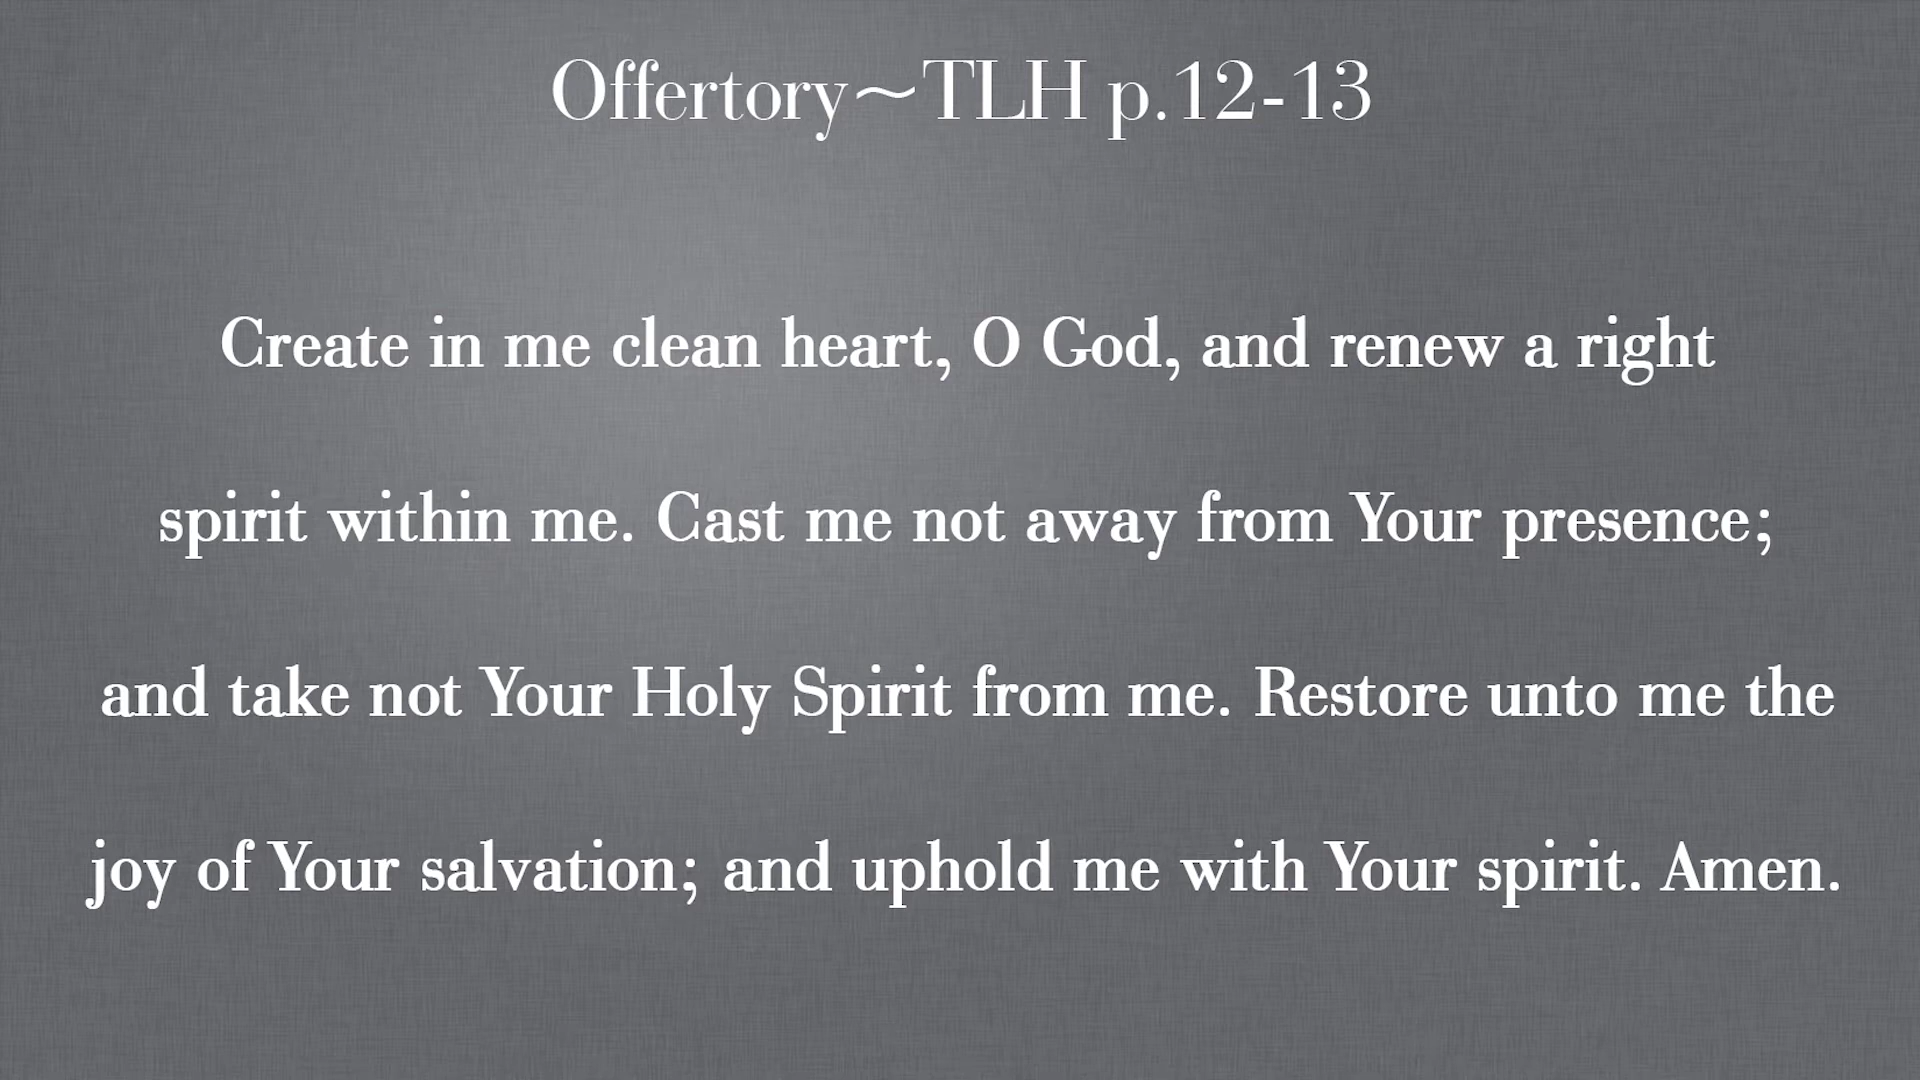 Offertory~TLH p.12-13
Create in me clean heart, O God, and renew a right
spirit within me. Cast me not away from Your presence;
and take not Your Holy Spirit from me. Restore unto me the
joy of Your salvation; and uphold me with Your spirit. Amen.